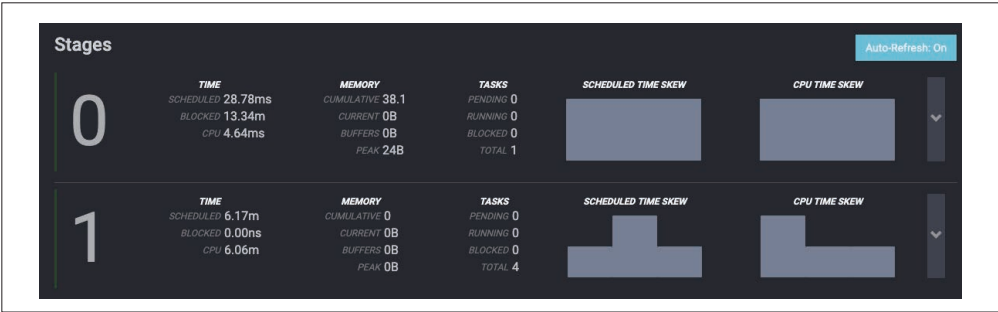 Stages
Auto-Refresh: On
0
TIME
SCHEDULED 28.78ms
BLOCKED 13.34m
CPU 4.64ms
MEMORY
CUMULATIVE 38.1
CURRENT 0B
BUFFERS 0B
PEAK 24B
TASKS
PENDING 0
RUNNING 0
BLOCKED 0
TOTAL 1
SCHEDULED TIME SKEW
CPU TIME SKEW
1
TIME
SCHEDULED 6.17m
BLOCKED 0.00ns
CPU 6.06m
MEMORY
CUMULATIVE 0
CURRENT 0B
BUFFERS 0B
PEAK 0B
TASKS
PENDING 0
RUNNING 0
BLOCKED 0
TOTAL 4
SCHEDULED TIME SKEW
CPU TIME SKEW